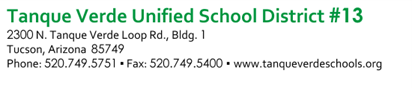 Tanque Verde Unified School District #13
2300 N. Tanque Verde Loop Rd., Bldg. 1
Tucson, Arizona  85749
Phone: 520.749.5751 ▪ Fax: 520.749.5400 ▪ www.tanqueverdeschools.org